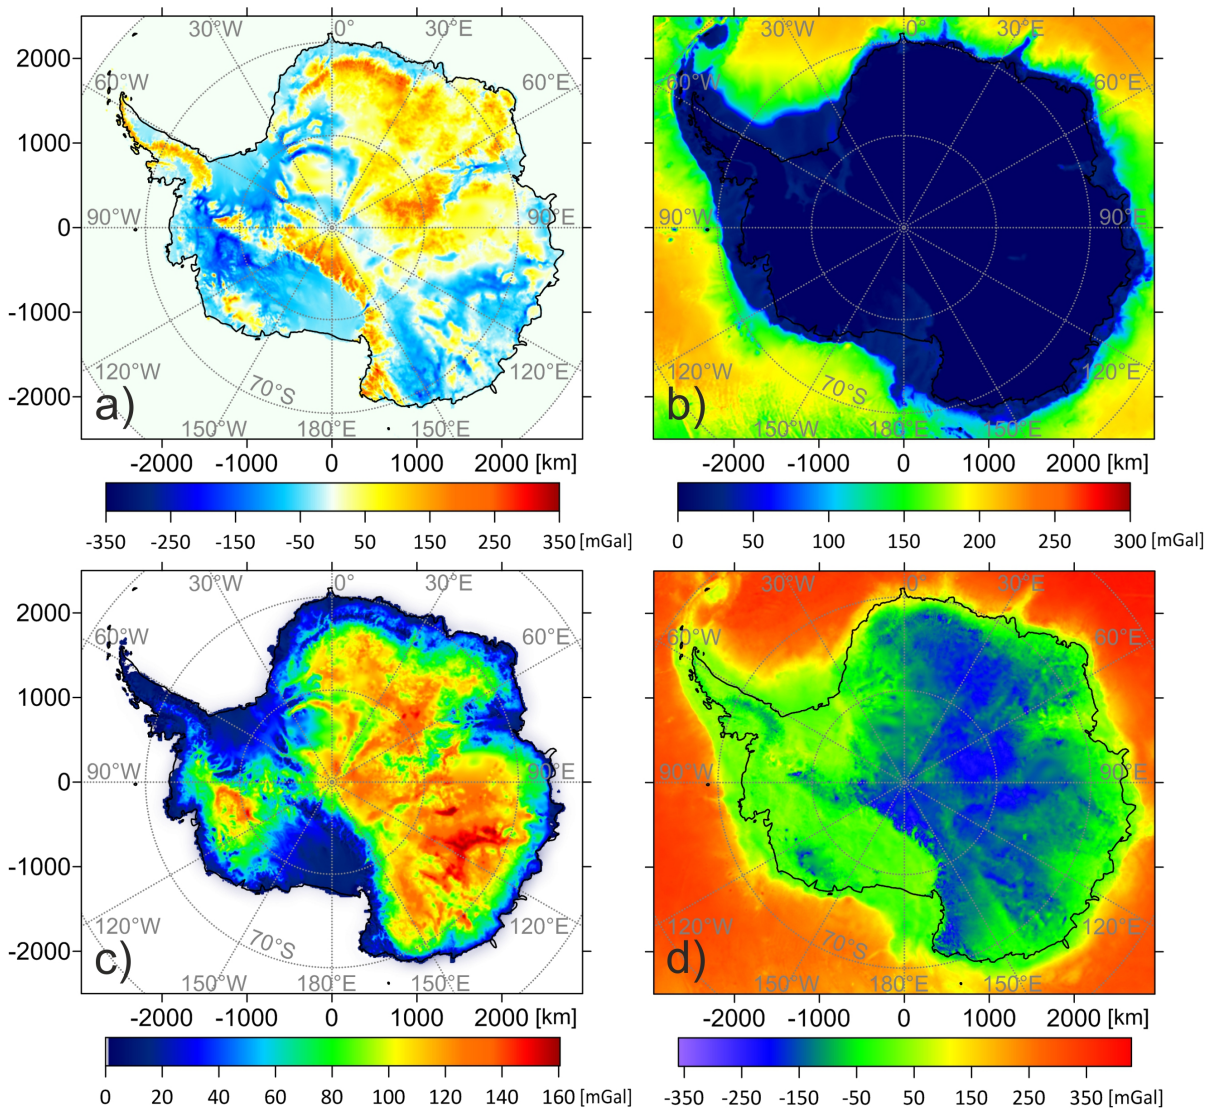 30°W 0° 30°E
2000
60°W 60°E
1000
0 90°W 90°E
-1000
120°W 120°E
-2000 a) 70°S
150°W 180°E 150°E
-2000 -1000 0 1000 2000 [km]
-350 -250 -150 -50 50 150 250 350 [mGal]
30°W 0° 30°E
60°W 60°E
90°W 90°E
120°W 120°E
b) 70°S
150°W 180°E 150°E
-2000 -1000 0 1000 2000 [km]
0 50 100 150 200 250 300 [mGal]
30°W 0° 30°E
2000
60°W 60°E
1000
0 90°W 90°E
-1000
120°W 120°E
-2000 c) 70°S
150°W 180°E 150°E
-2000 -1000 0 1000 2000 [km]
0 20 40 60 80 100 120 140 160 [mGal]
30°W 0° 30°E
60°W 60°E
90°W 90°E
120°W 120°E
d) 70°S
150°W 180°E 150°E
-2000 -1000 0 1000 2000 [km]
-350 -250 -150 -50 50 150 250 350 [mGal]